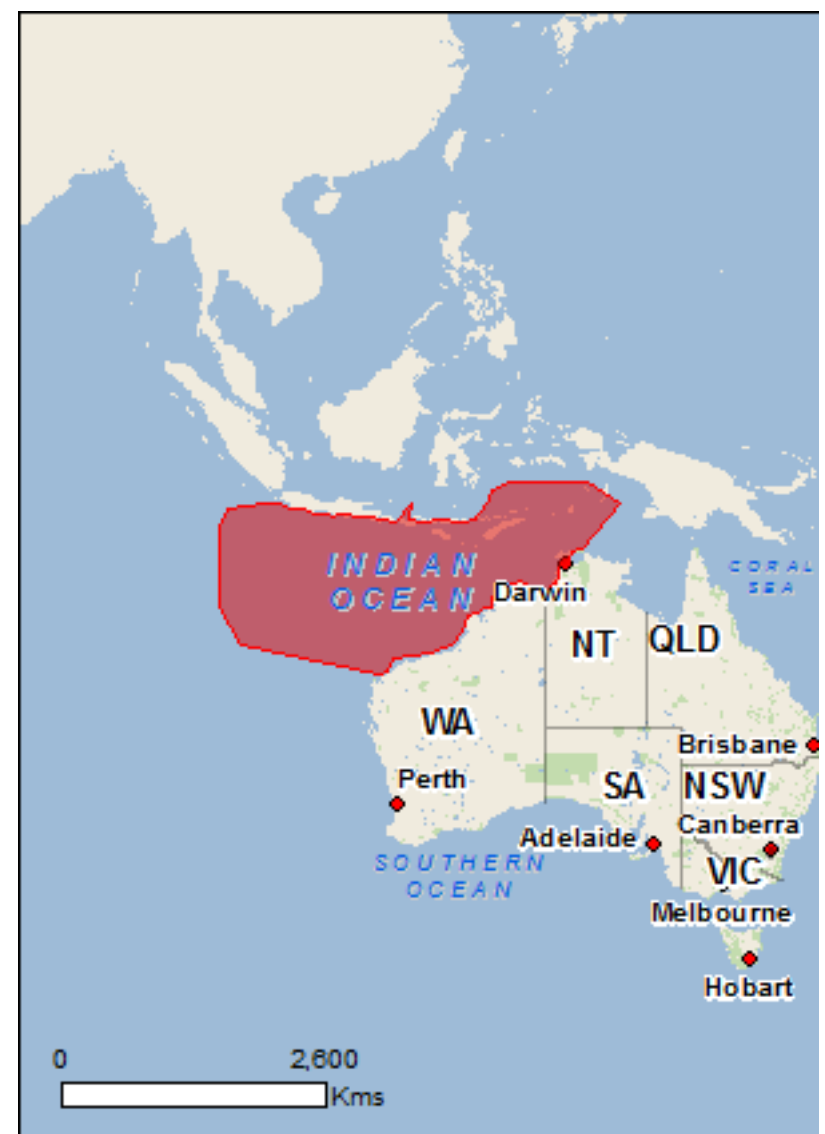 INDIAN
OCEAN
CORAL
SEA
Darwin
NT
QLD
WA
Brisbane
Perth
SA
NSW
Canberra
Adelaide
VIC
SOUTHERN
OCEAN
Melbourne
Hobart
0
2,600
Kms